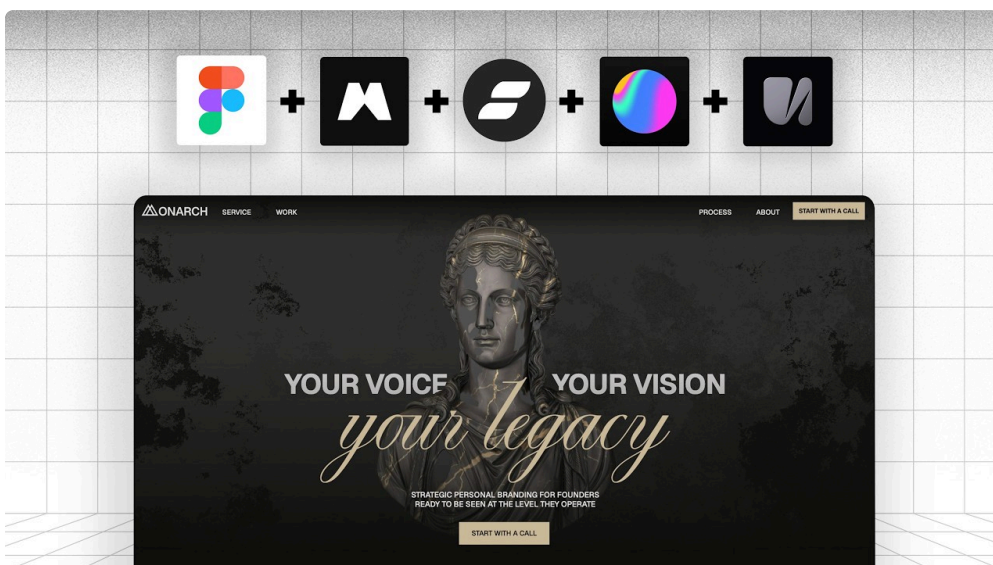 MONARCH
SERVICE
WORK
PROCESS
ABOUT
START WITH A CALL
YOUR VOICE YOUR VISION
your legacy
STRATEGIC PERSONAL BRANDING FOR FOUNDERS
READY TO BE SEEN AT THE LEVEL THEY OPERATE
START WITH A CALL